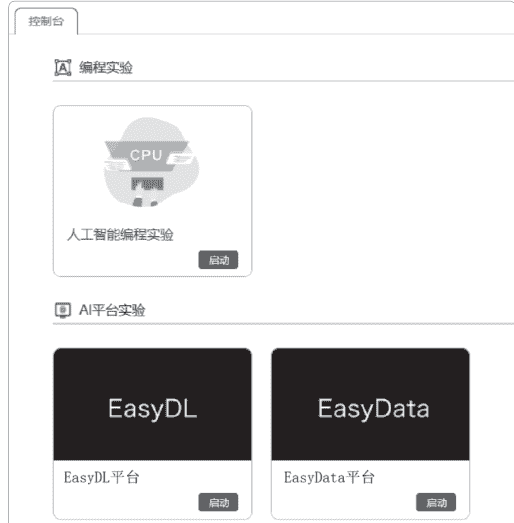 控制台
编程实验
CPU
人工智能编程实验
启动
AI平台实验
EasyDL
EasyData
EasyDL平台
EasyData平台
启动
启动